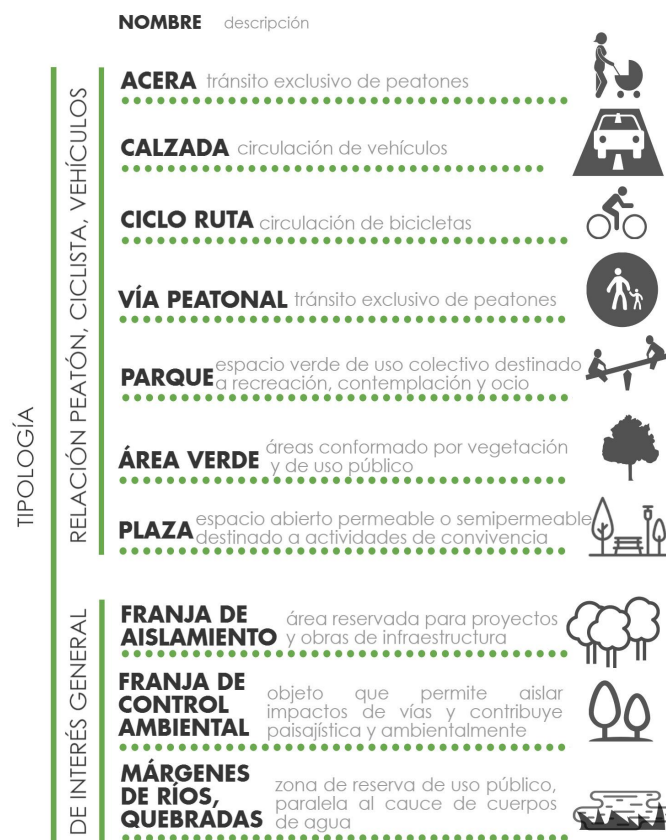 NOMBRE descripción
TIPOLOGÍA
RELACIÓN PEATÓN, CICLISTA, VEHÍCULOS
ACERA tránsito exclusivo de peatones
CALZADA circulación de vehículos
CICLO RUTA circulación de bicicletas
VÍA PEATONAL tránsito exclusivo de peatones
PARQUE espacio verde de uso colectivo destinado
a recreación, contemplación y ocio
ÁREA VERDE áreas conformado por vegetación
y de uso público
PLAZA espacio abierto permeable o semipermeable
destinado a actividades de convivencia
DE INTERÉS GENERAL
FRANJA DE
AISLAMIENTO
área reservada para proyectos
y obras de infraestructura
FRANJA DE
CONTROL
AMBIENTAL
objeto que permite aislar
impactos de vías y contribuye
paisajística y ambientalmente
MÁRGENES
DE RÍOS,
QUEBRADAS
zona de reserva de uso público,
paralela al cauce de cuerpos
de agua